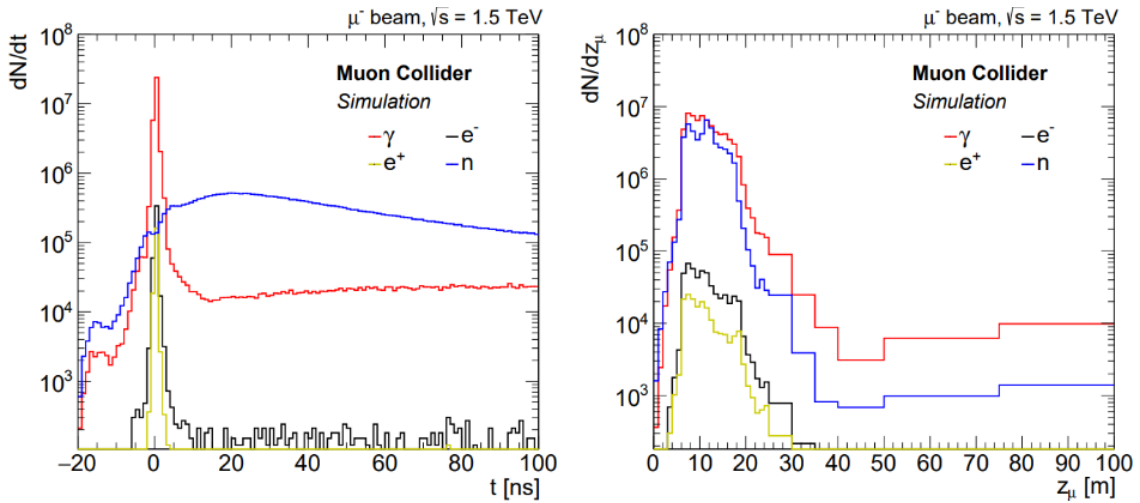 μ⁻ beam, √s = 1.5 TeV
dN/dt
10⁸
10⁷
10⁶
10⁵
10⁴
10³
Muon Collider
Simulation
γ e⁻
e⁺ n
−20 0 20 40 60 80 100
t [ns]
μ⁻ beam, √s = 1.5 TeV
dN/dz_μ
10⁸
10⁷
10⁶
10⁵
10⁴
10³
Muon Collider
Simulation
γ e⁻
e⁺ n
0 10 20 30 40 50 60 70 80 90 100
z_μ [m]